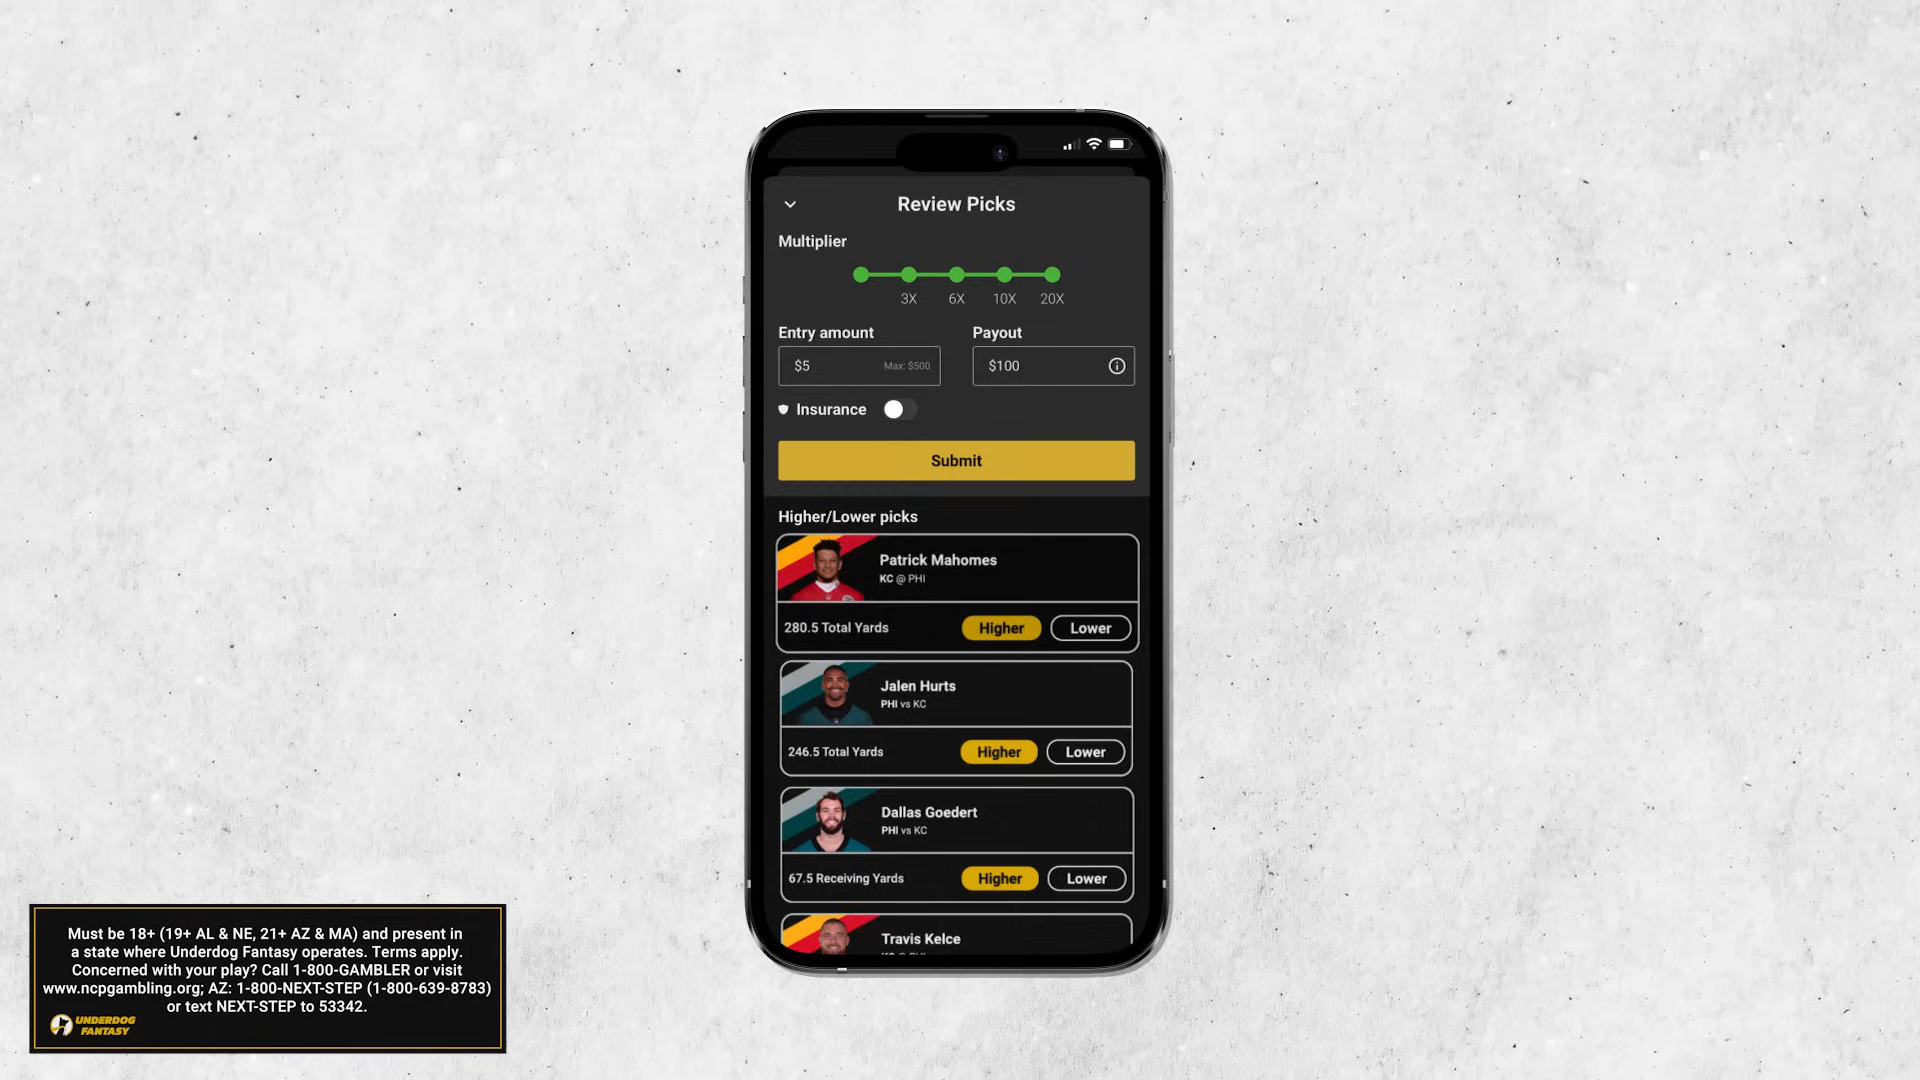 Review Picks
Multiplier
3X 6X 10X 20X
Entry amount Payout
$5 Max: $500 $100
Insurance
Submit
Higher/Lower picks
Patrick Mahomes
KC @ PHI
280.5 Total Yards Higher Lower
Jalen Hurts
PHI vs KC
246.5 Total Yards Higher Lower
Dallas Goedert
PHI vs KC
67.5 Receiving Yards Higher Lower
Travis Kelce
Must be 18+ (19+ AL & NE, 21+ AZ & MA) and present in
a state where Underdog Fantasy operates. Terms apply.
Concerned with your play? Call 1-800-GAMBLER or visit
www.ncpgambling.org; AZ: 1-800-NEXT-STEP (1-800-639-8783)
or text NEXT-STEP to 53342.
UNDERDOG
FANTASY